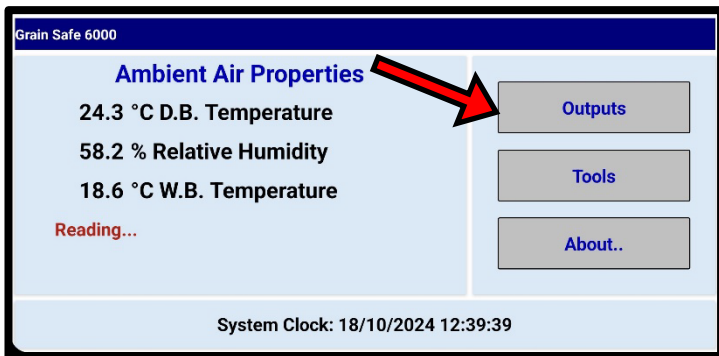 Grain Safe 6000
Ambient Air Properties
24.3 °C D.B. Temperature
58.2 % Relative Humidity
18.6 °C W.B. Temperature
Reading...
Outputs
Tools
About..
System Clock: 18/10/2024 12:39:39